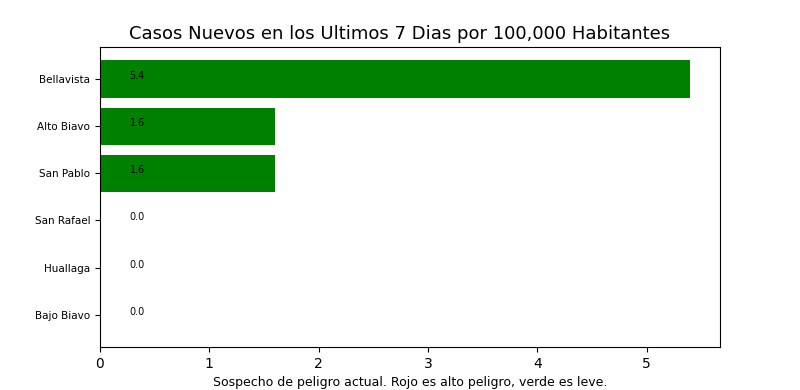 Casos Nuevos en los Ultimos 7 Dias por 100,000 Habitantes
Bellavista 5.4
Alto Biavo 1.6
San Pablo 1.6
San Rafael 0.0
Huallaga 0.0
Bajo Biavo 0.0
0 1 2 3 4 5
Sospecho de peligro actual. Rojo es alto peligro, verde es leve.